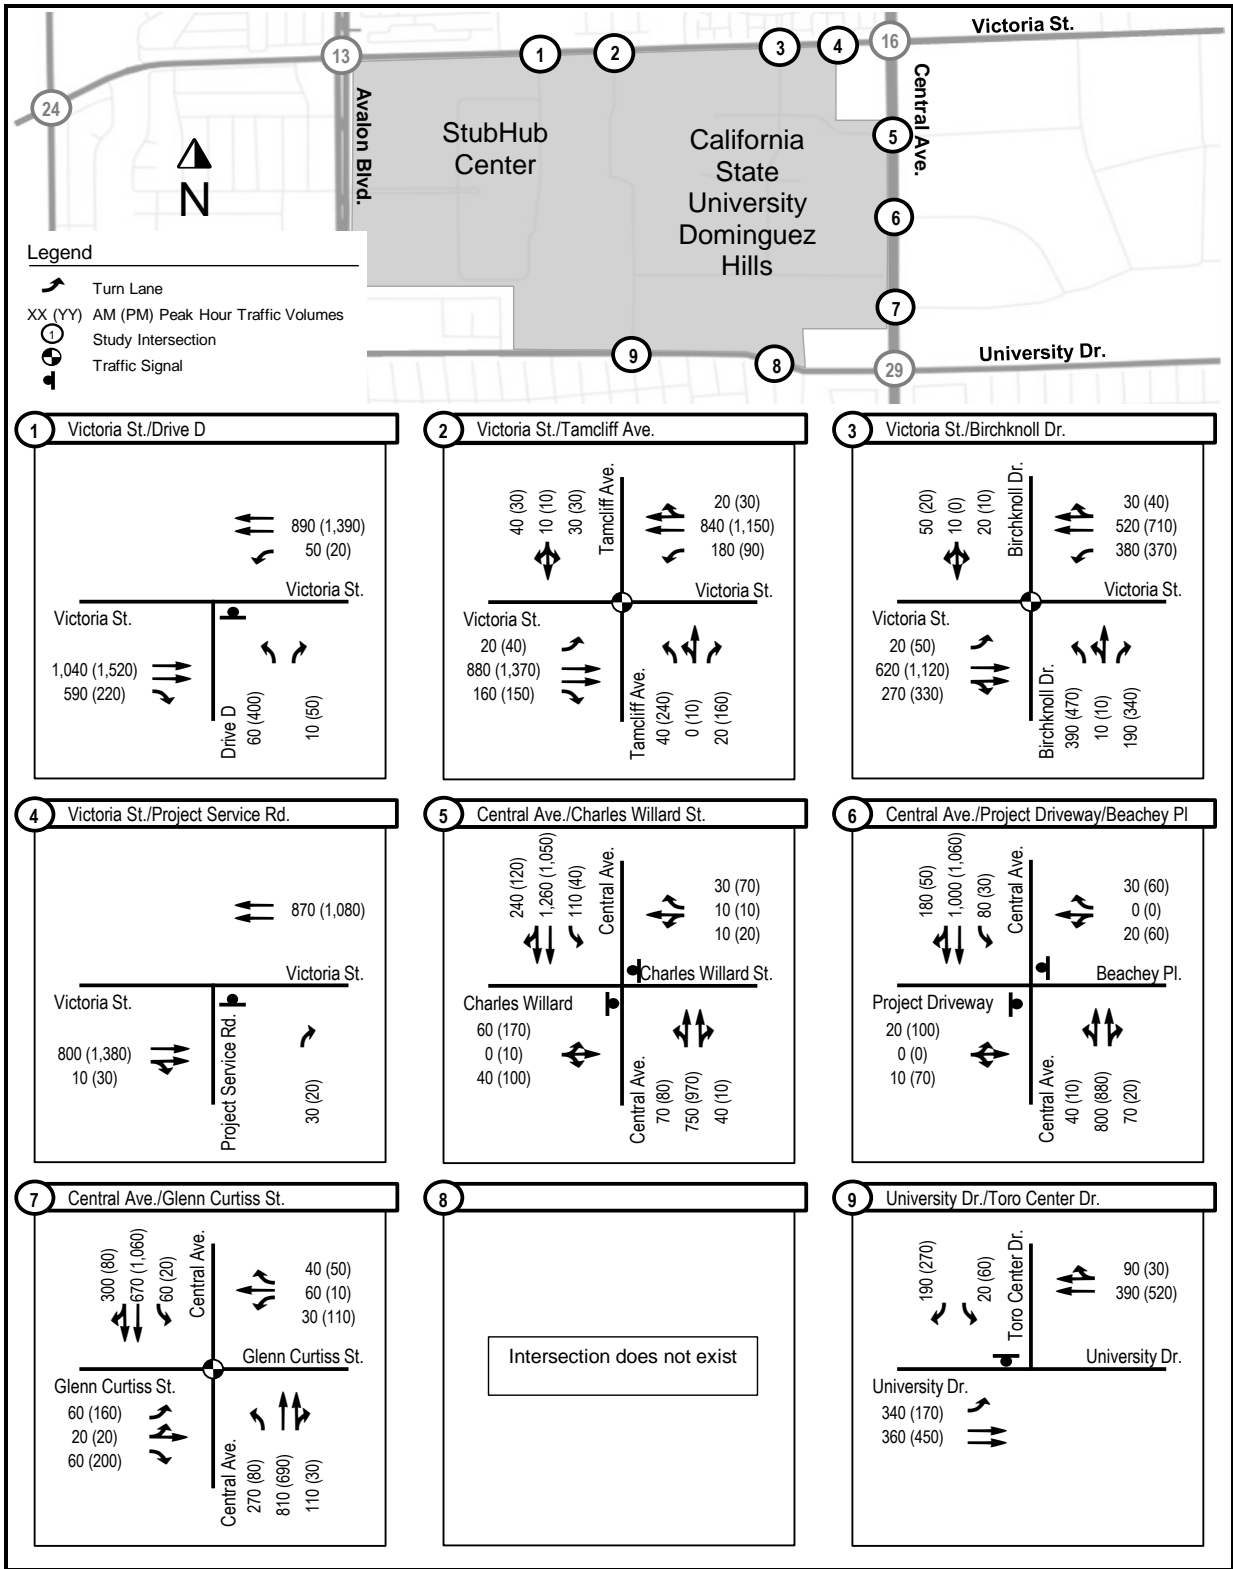 Victoria St.
13
1
2
3
4
16
24
Avalon Blvd.
Central Ave.
StubHub
Center
California
State
University
Dominguez
Hills
5
6
7
N
Legend
Turn Lane
XX (YY) AM (PM) Peak Hour Traffic Volumes
1 Study Intersection
Traffic Signal
9
8
29
University Dr.
1 Victoria St./Drive D
890 (1,390)
50 (20)
Victoria St.
Victoria St.
1,040 (1,520)
590 (220)
Drive D
60 (400)
10 (50)
2 Victoria St./Tamcliff Ave.
40 (30)
10 (10)
30 (30)
Tamcliff Ave.
20 (30)
840 (1,150)
180 (90)
Victoria St.
Victoria St.
20 (40)
880 (1,370)
160 (150)
Tamcliff Ave.
40 (240)
0 (10)
20 (160)
3 Victoria St./Birchknoll Dr.
50 (20)
10 (0)
20 (10)
Birchknoll Dr.
30 (40)
520 (710)
380 (370)
Victoria St.
Victoria St.
20 (50)
620 (1,120)
270 (330)
Birchknoll Dr.
390 (470)
10 (10)
190 (340)
4 Victoria St./Project Service Rd.
870 (1,080)
Victoria St.
Victoria St.
800 (1,380)
10 (30)
Project Service Rd.
30 (20)
5 Central Ave./Charles Willard St.
240 (120)
1,260 (1,050)
110 (40)
Central Ave.
30 (70)
10 (10)
10 (20)
Charles Willard St.
Charles Willard
60 (170)
0 (10)
40 (100)
Central Ave.
70 (80)
750 (970)
40 (10)
6 Central Ave./Project Driveway/Beachey Pl
180 (50)
1,000 (1,060)
80 (30)
Central Ave.
30 (60)
0 (0)
20 (60)
Beachey Pl.
Project Driveway
20 (100)
0 (0)
10 (70)
Central Ave.
40 (10)
800 (880)
70 (20)
7 Central Ave./Glenn Curtiss St.
300 (80)
670 (1,060)
60 (20)
Central Ave.
40 (50)
60 (10)
30 (110)
Glenn Curtiss St.
Glenn Curtiss St.
60 (160)
20 (20)
60 (200)
Central Ave.
270 (80)
810 (690)
110 (30)
8
Intersection does not exist
9 University Dr./Toro Center Dr.
190 (270)
20 (60)
Toro Center Dr.
90 (30)
390 (520)
University Dr.
University Dr.
340 (170)
360 (450)